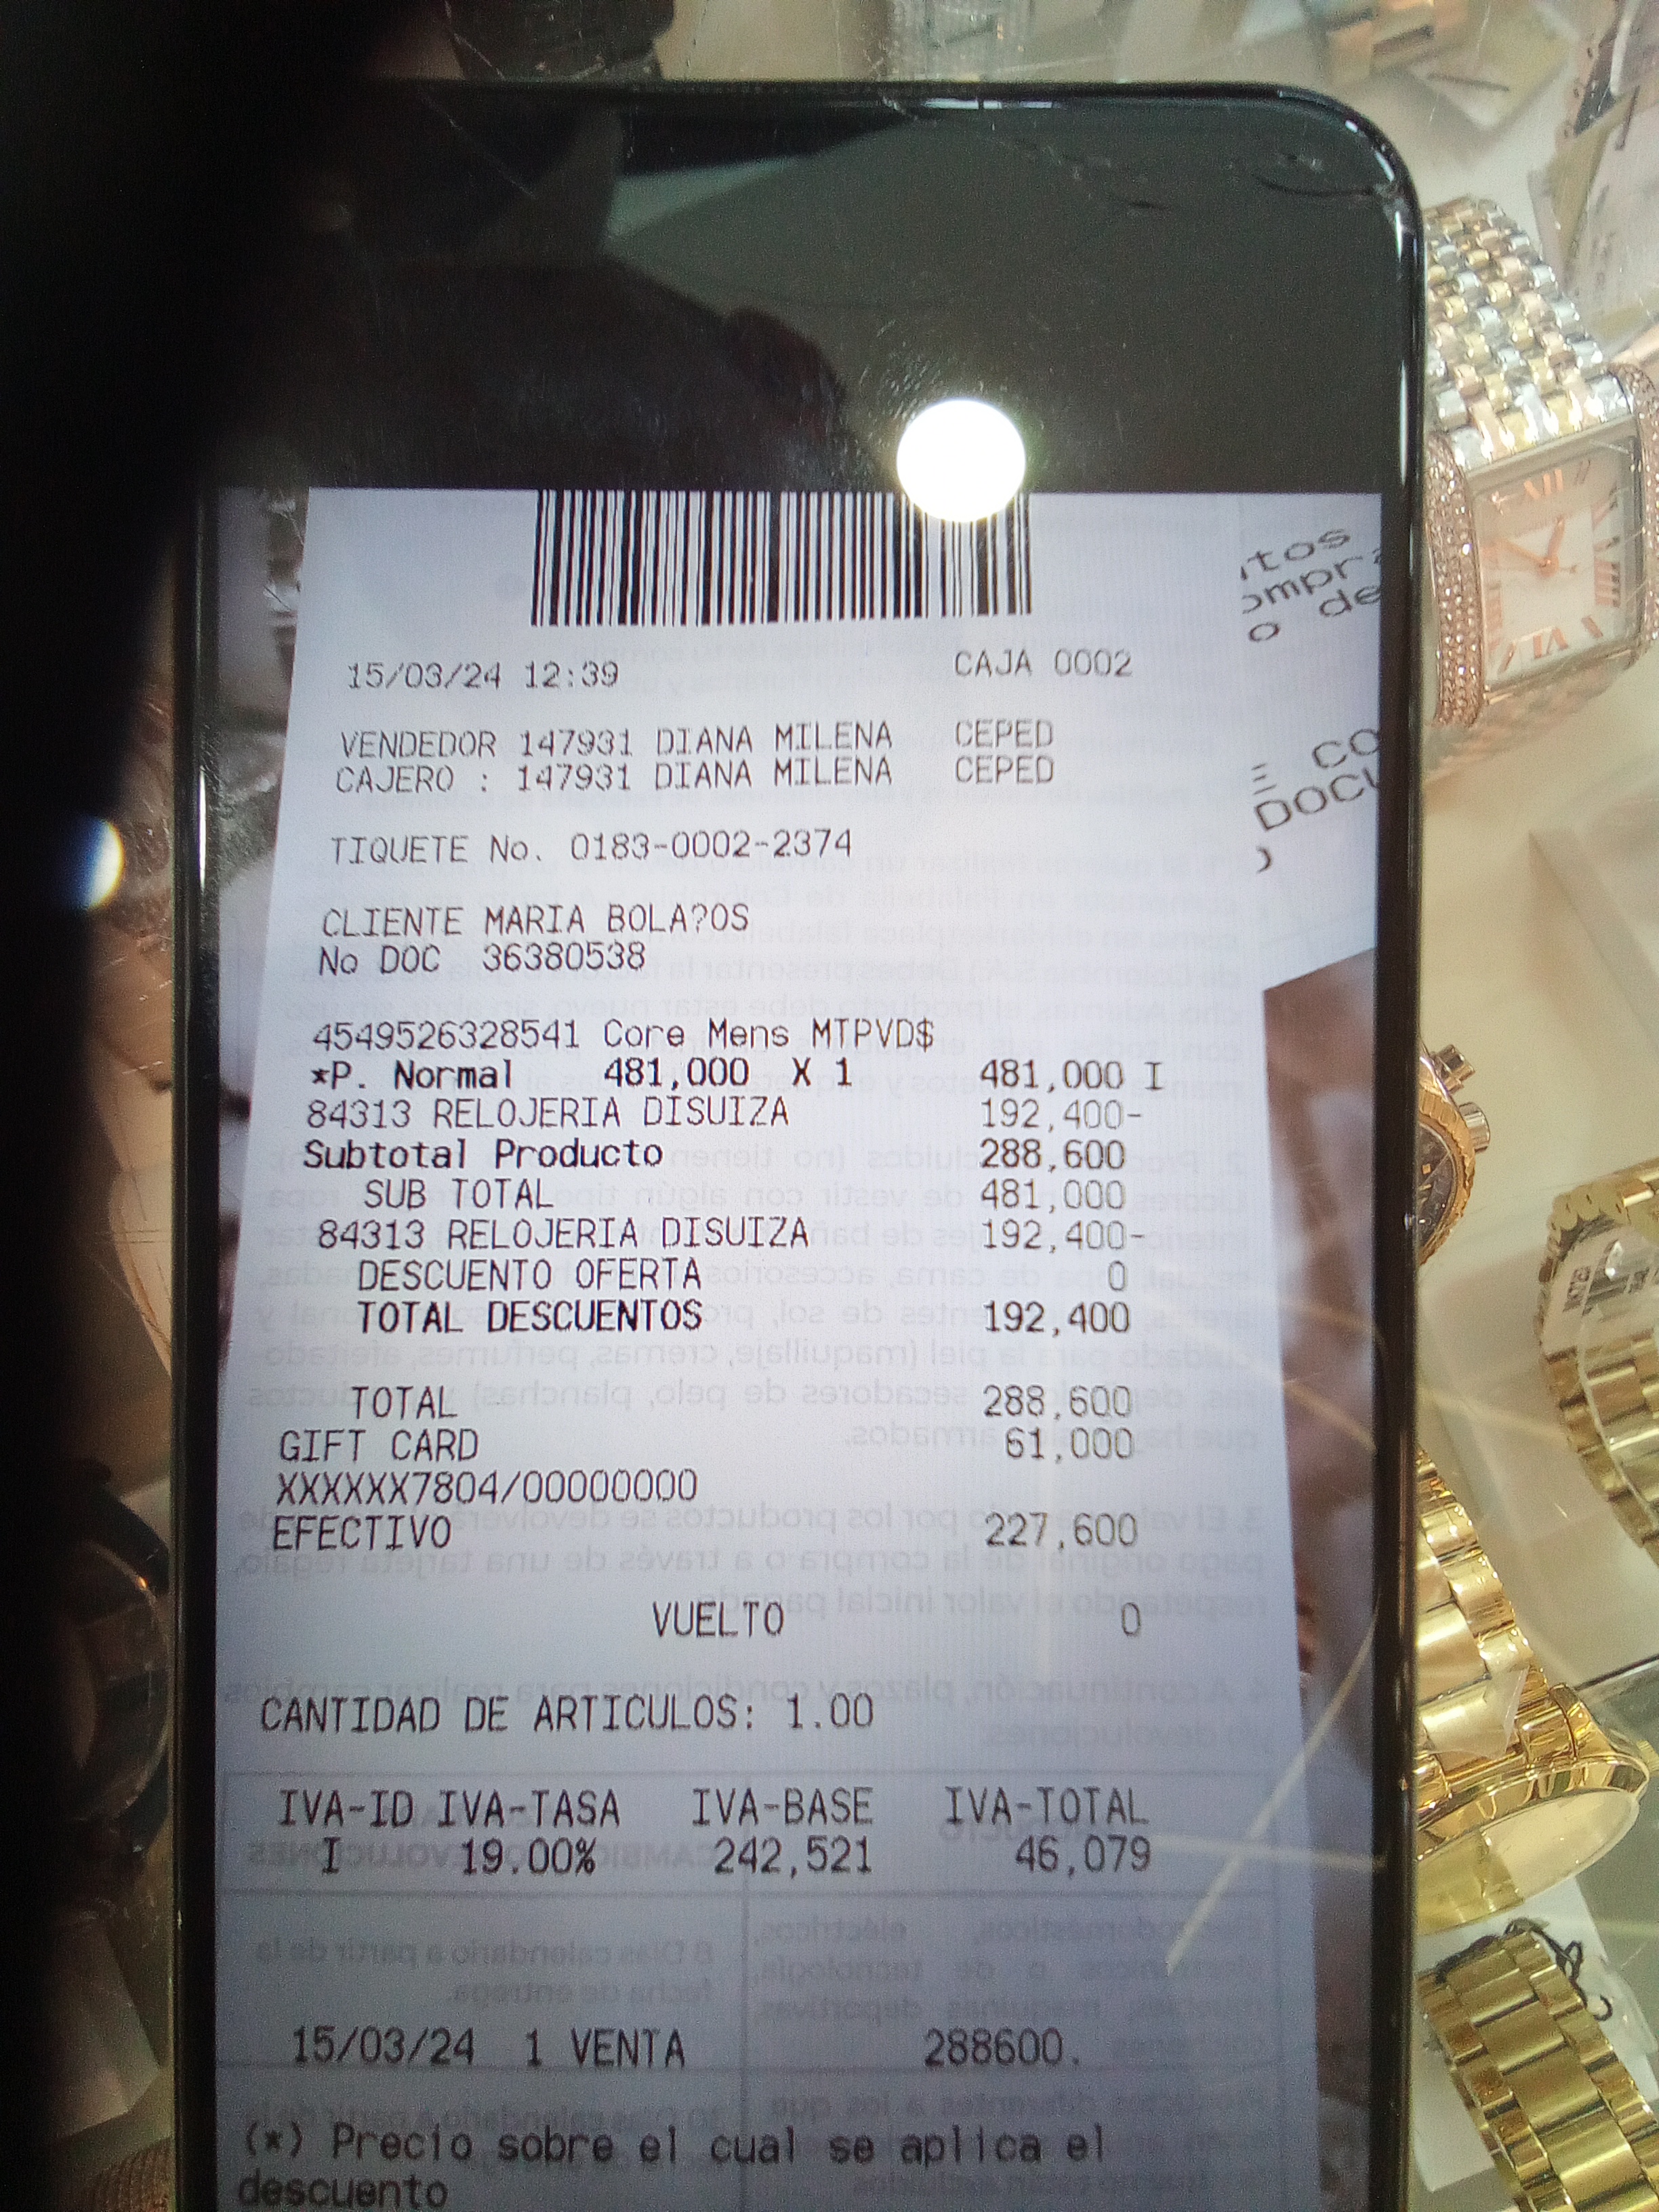 15/03/24 12:39 CAJA 0002
VENDEDOR 147931 DIANA MILENA CEPED
CAJERO : 147931 DIANA MILENA CEPED
TIQUETE No. 0183-0002-2374
CLIENTE MARIA BOLA?OS
No DOC 36380538
4549526328541 Core Mens MTPVD$
*P. Normal 481,000 X 1 481,000 I
84313 RELOJERIA DISUIZA 192,400-
Subtotal Producto 288,600
SUB TOTAL 481,000
84313 RELOJERIA DISUIZA 192,400-
DESCUENTO OFERTA 0
TOTAL DESCUENTOS 192,400
TOTAL 288,600
GIFT CARD 61,000
XXXXXX7804/00000000
EFECTIVO 227,600
VUELTO 0
CANTIDAD DE ARTICULOS: 1.00
IVA-ID IVA-TASA IVA-BASE IVA-TOTAL
I 19.00% 242,521 46,079
15/03/24 1 VENTA 288600.
(*) Precio sobre el cual se aplica el
descuento